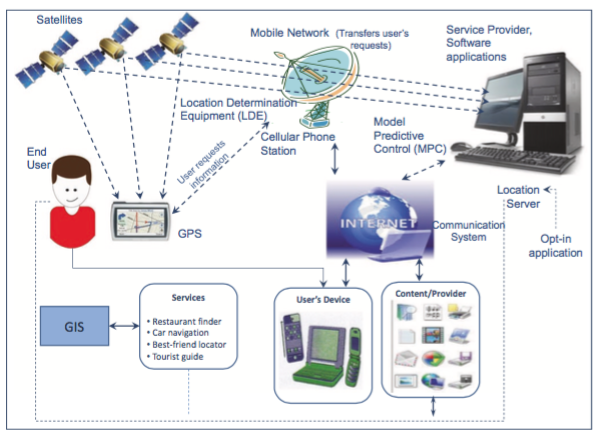 Satellites
Mobile Network (Transfers user's
requests)
Service Provider,
Software
applications
Location Determination
Equipment (LDE)
Cellular Phone
Station
Model
Predictive
Control (MPC)
End
User
User requests
information
GPS
Location
Server
INTERNET
Communication
System
Opt-in
application
GIS
Services
• Restaurant finder
• Car navigation
• Best-friend locator
• Tourist guide
User's Device
Content/Provider